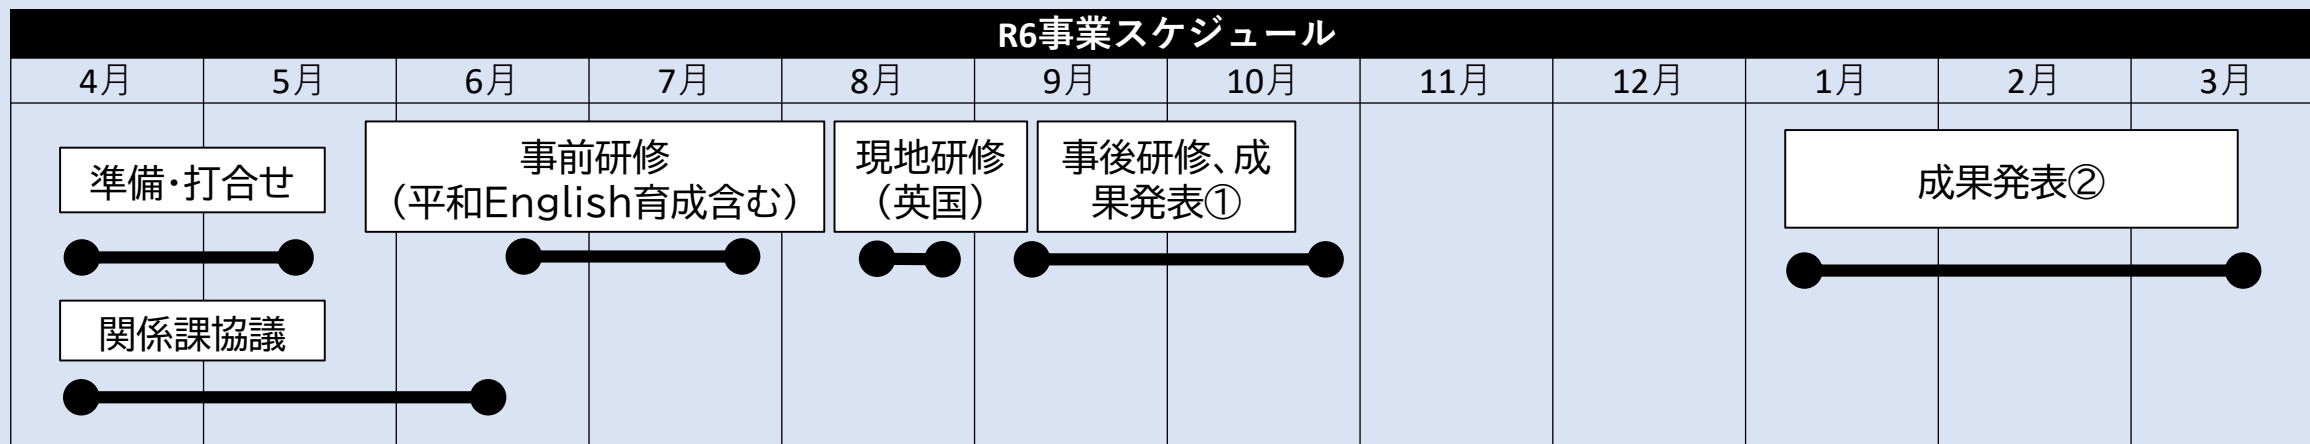 R6事業スケジュール
4月 5月 6月 7月 8月 9月 10月 11月 12月 1月 2月 3月
準備・打合せ
事前研修
（平和English育成含む）
現地研修
（英国）
事後研修、成
果発表①
成果発表②
関係課協議